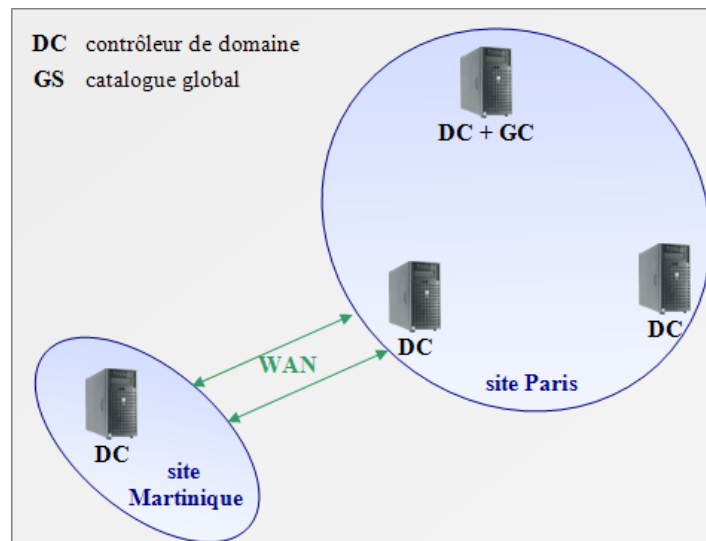 DC contrôleur de domaine
GS catalogue global
DC + GC
DC
DC
WAN
site Paris
DC
site
Martinique